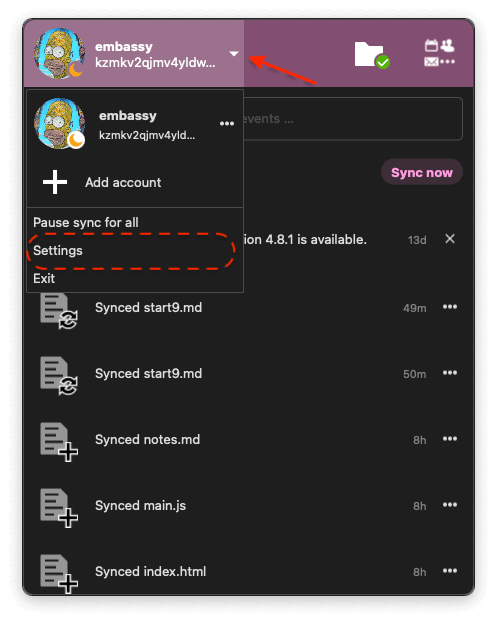 embassy
kzmkv2qjmv4yldw...
embassy
kzmkv2qjmv4yld...
events ...
Add account
Sync now
Pause sync for all
Settings
ion 4.8.1 is available. 13d
Exit
Synced start9.md 49m
Synced start9.md 50m
Synced notes.md 8h
Synced main.js 8h
Synced index.html 8h